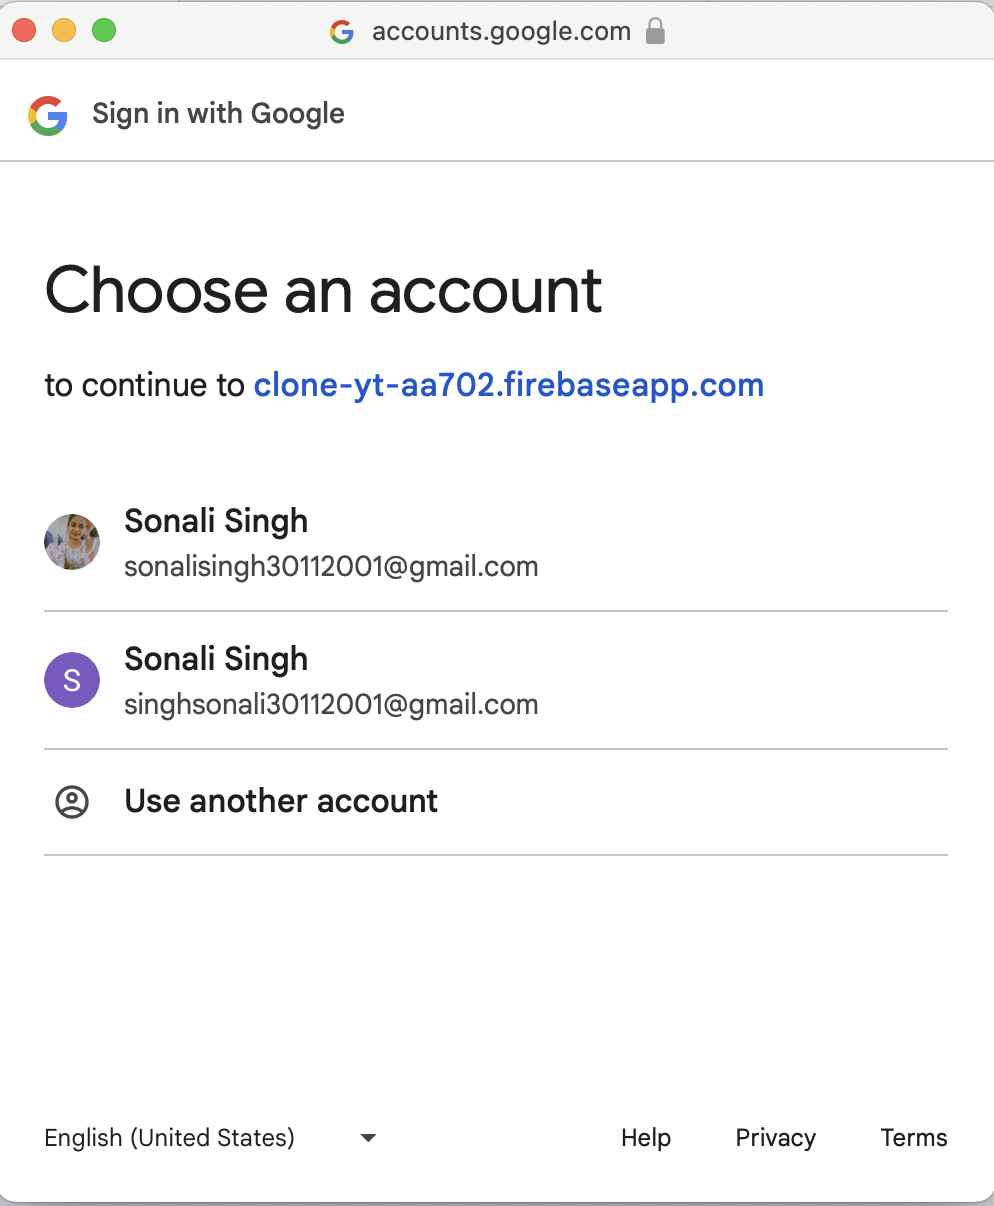 accounts.google.com
Sign in with Google
Choose an account
to continue to clone-yt-aa702.firebaseapp.com
Sonali Singh
sonalisingh30112001@gmail.com
S
Sonali Singh
singhsonali30112001@gmail.com
Use another account
English (United States) Help Privacy Terms